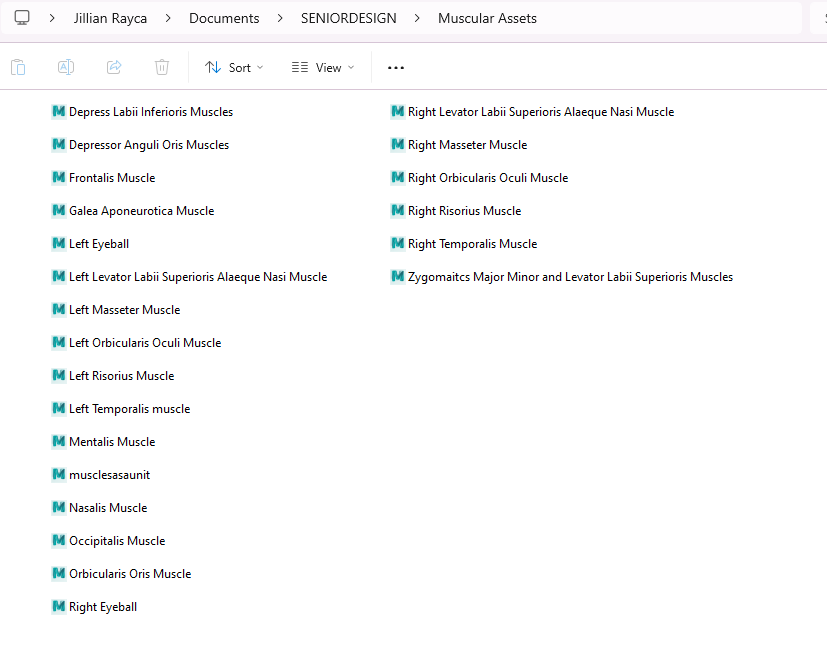 Jillian Rayca > Documents > SENIORDESIGN > Muscular Assets
Sort View ...
Depress Labii Inferioris Muscles
Depressor Anguli Oris Muscles
Frontalis Muscle
Galea Aponeurotica Muscle
Left Eyeball
Left Levator Labii Superioris Alaeque Nasi Muscle
Left Masseter Muscle
Left Orbicularis Oculi Muscle
Left Risorius Muscle
Left Temporalis muscle
Mentalis Muscle
musclesasaunit
Nasalis Muscle
Occipitalis Muscle
Orbicularis Oris Muscle
Right Eyeball
Right Levator Labii Superioris Alaeque Nasi Muscle
Right Masseter Muscle
Right Orbicularis Oculi Muscle
Right Risorius Muscle
Right Temporalis Muscle
Zygomaitcs Major Minor and Levator Labii Superioris Muscles